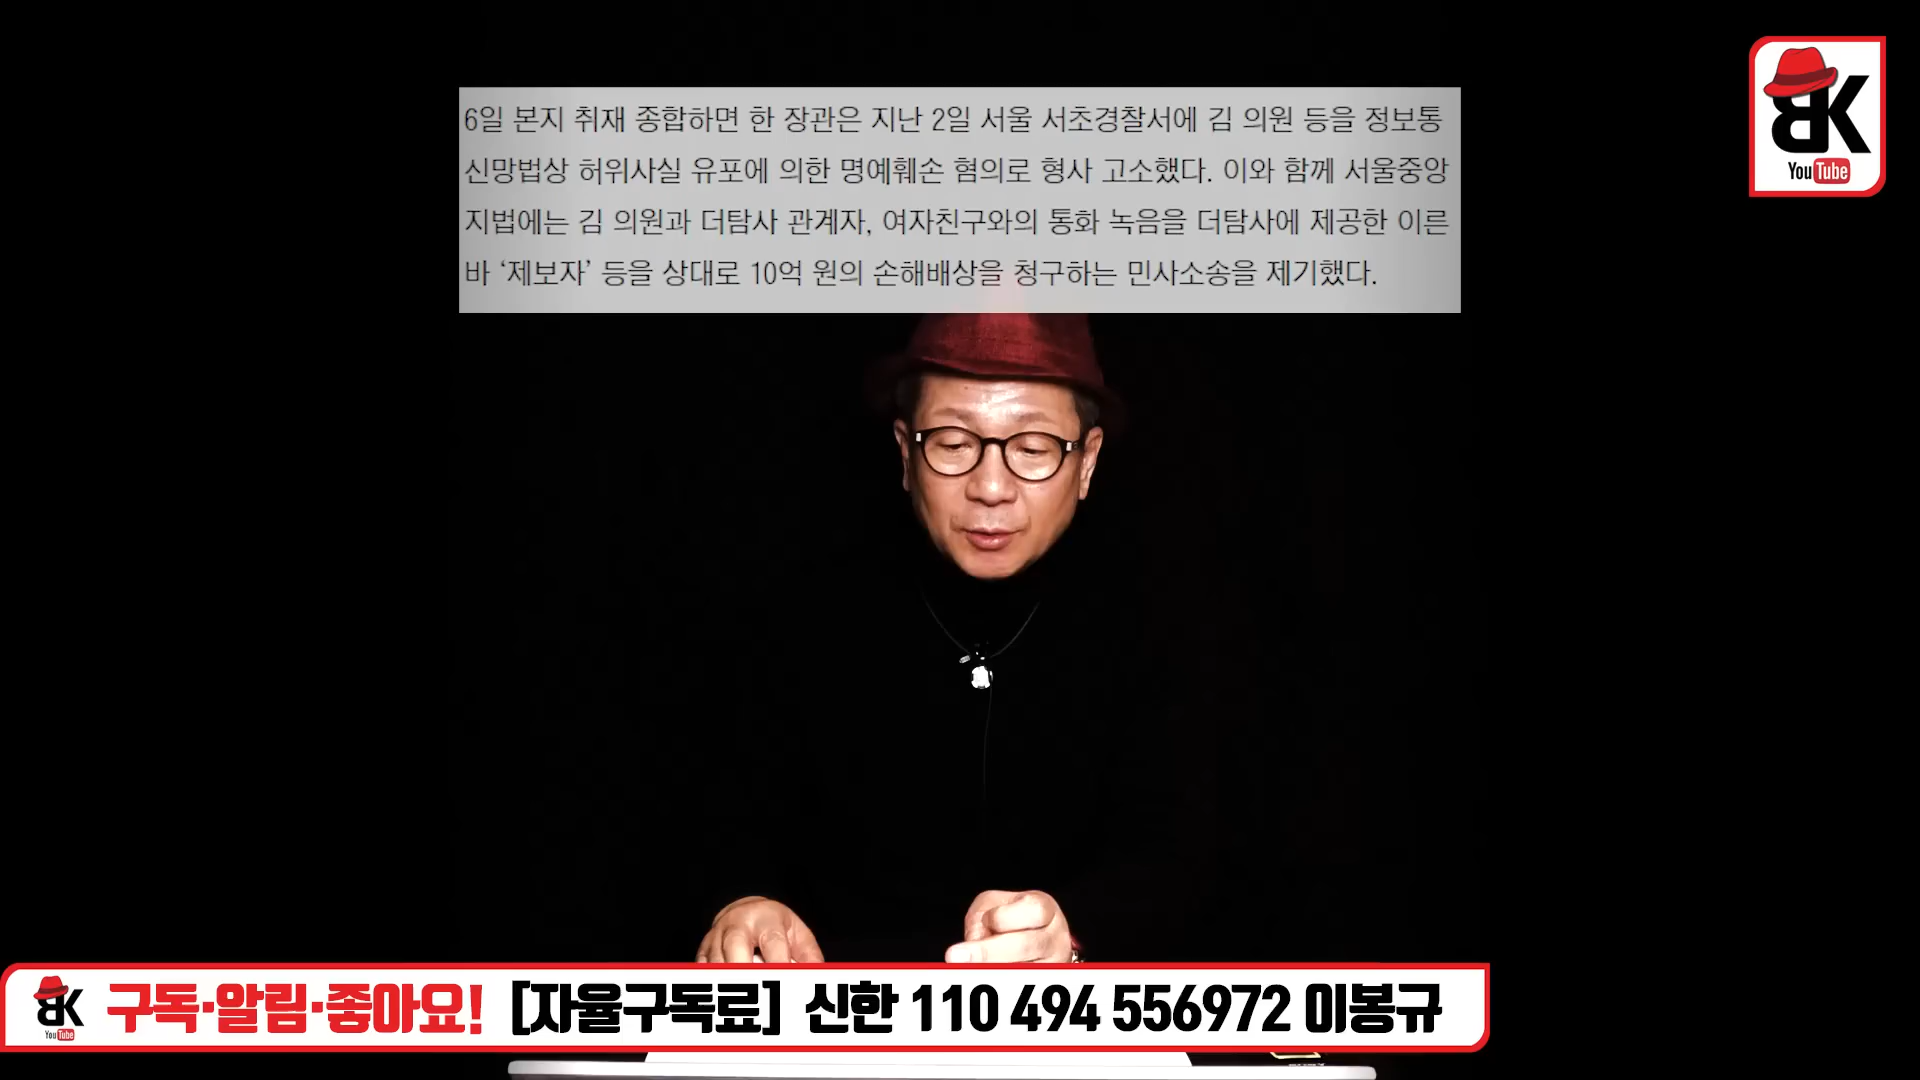 6일 본지 취재 종합하면 한 장관은 지난 2일 서울 서초경찰서에 김 의원 등을 정보통
신망법상 허위사실 유포에 의한 명예훼손 혐의로 형사 고소했다. 이와 함께 서울중앙
지법에는 김 의원과 더탐사 관계자, 여자친구와의 통화 녹음을 더탐사에 제공한 이른
바 ‘제보자’ 등을 상대로 10억 원의 손해배상을 청구하는 민사소송을 제기했다.
BK
YouTube
BK
YouTube
구독·알림·좋아요! [자율구독료] 신한 110 494 556972 이봉규